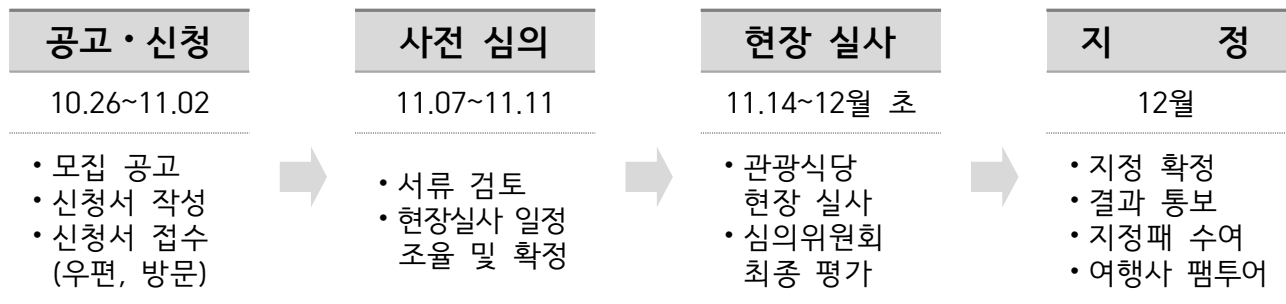 공고・신청
10.26~11.02
・모집 공고
・신청서 작성
・신청서 접수
(우편, 방문)
사전 심의
11.07~11.11
・서류 검토
・현장실사 일정
조율 및 확정
현장 실사
11.14~12월 초
・관광식당
현장 실사
・심의위원회
최종 평가
지 정
12월
・지정 확정
・결과 통보
・지정패 수여
・여행사 팸투어